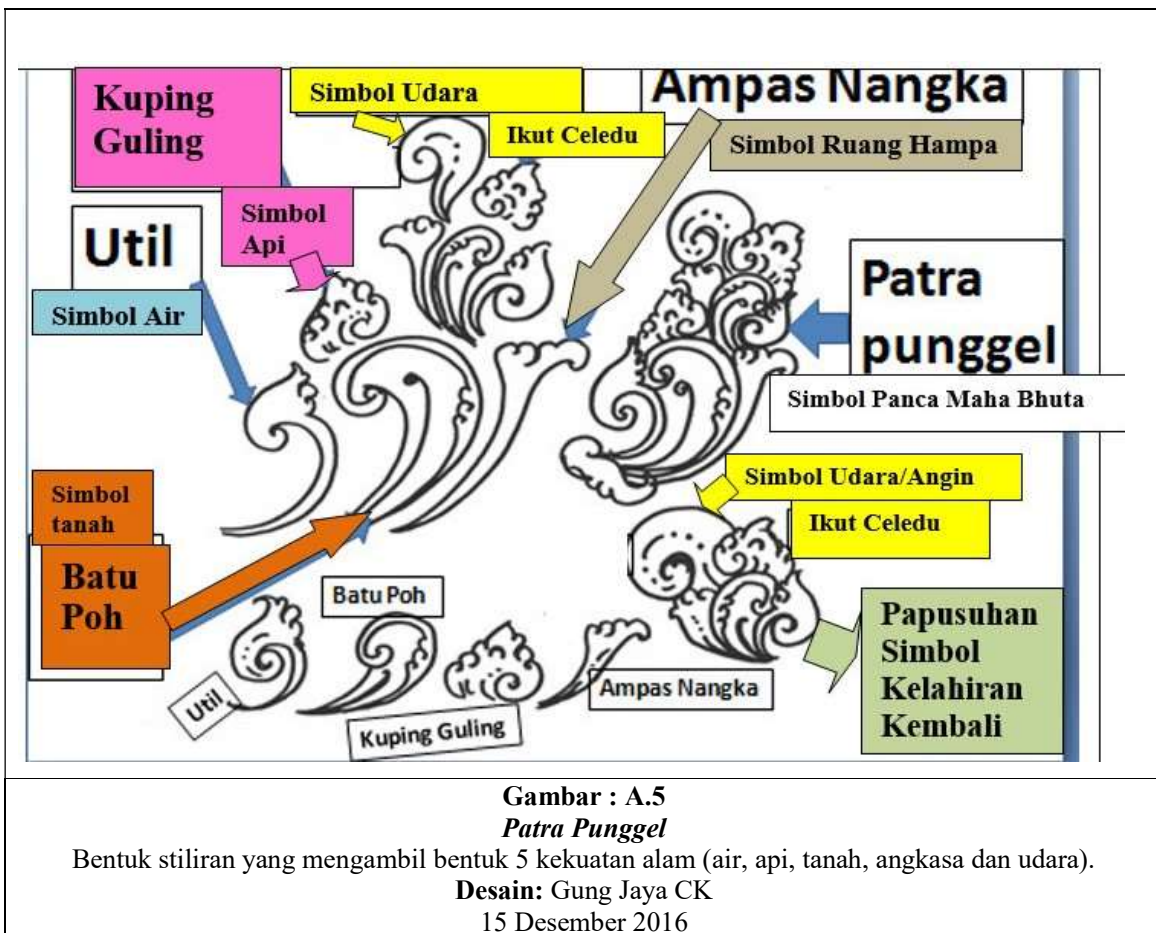 Kuping
Guling
Simbol Udara
Ikut Celedu
Ampas Nangka
Simbol Ruang Hampa
Simbol
Api
Util
Simbol Air
Patra
punggel
Simbol Panca Maha Bhuta
Simbol
tanah
Batu
Poh
Simbol Udara/Angin
Ikut Celedu
Batu Poh
Util
Kuping Guling
Ampas Nangka
Papusuhan
Simbol
Kelahiran
Kembali
Gambar : A.5
Patra Punggel
Bentuk stiliran yang mengambil bentuk 5 kekuatan alam (air, api, tanah, angkasa dan udara).
Desain: Gung Jaya CK
15 Desember 2016